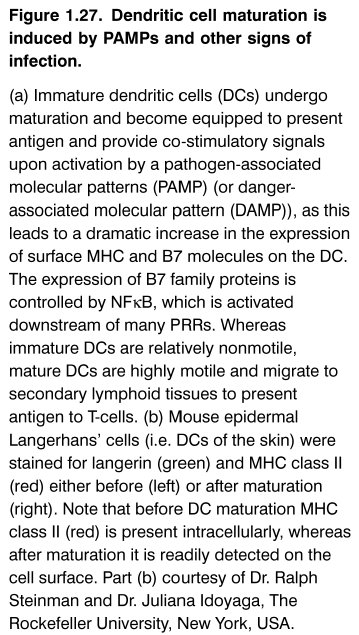 Figure 1.27. Dendritic cell maturation is
induced by PAMPs and other signs of
infection.
(a) Immature dendritic cells (DCs) undergo
maturation and become equipped to present
antigen and provide co-stimulatory signals
upon activation by a pathogen-associated
molecular patterns (PAMP) (or danger-
associated molecular pattern (DAMP)), as this
leads to a dramatic increase in the expression
of surface MHC and B7 molecules on the DC.
The expression of B7 family proteins is
controlled by NFκB, which is activated
downstream of many PRRs. Whereas
immature DCs are relatively nonmotile,
mature DCs are highly motile and migrate to
secondary lymphoid tissues to present
antigen to T-cells. (b) Mouse epidermal
Langerhans’ cells (i.e. DCs of the skin) were
stained for langerin (green) and MHC class II
(red) either before (left) or after maturation
(right). Note that before DC maturation MHC
class II (red) is present intracellularly, whereas
after maturation it is readily detected on the
cell surface. Part (b) courtesy of Dr. Ralph
Steinman and Dr. Juliana Idoyaga, The
Rockefeller University, New York, USA.